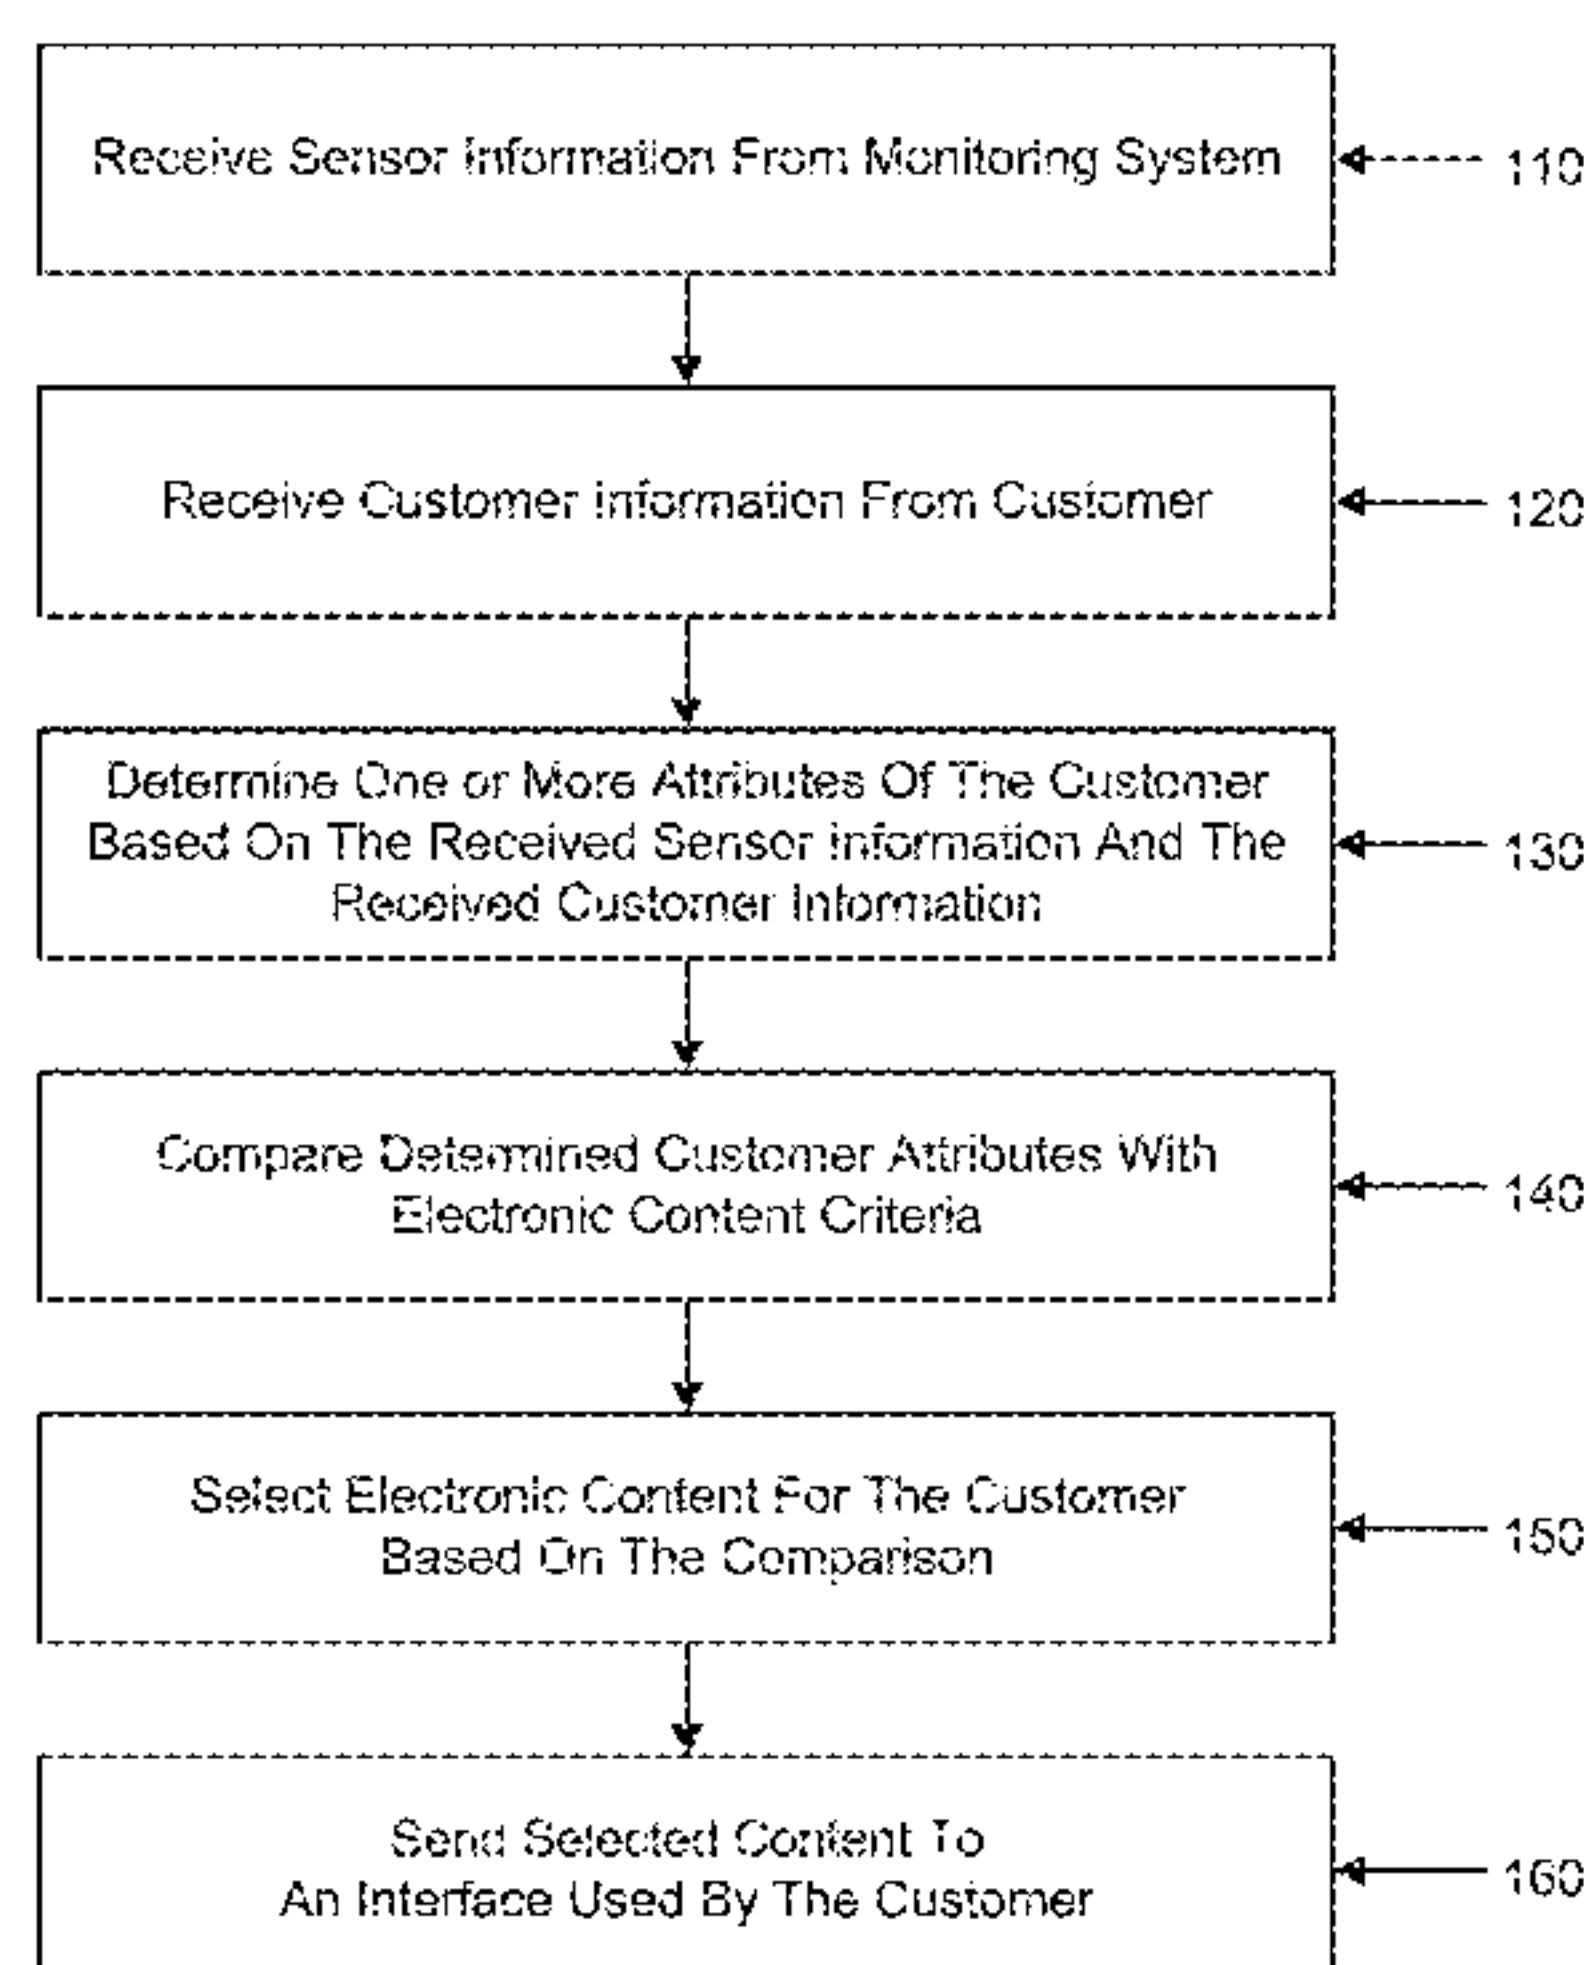 Receive Sensor Information From Monitoring System
110
Receive Customer Information From Customer
120
Determine One or More Attributes Of The Customer
Based On The Received Sensor Information And The
Received Customer Information
130
Compare Determined Customer Attributes With
Electronic Content Criteria
140
Select Electronic Content For The Customer
Based On The Comparison
150
Send Selected Content To
An Interface Used By The Customer
160